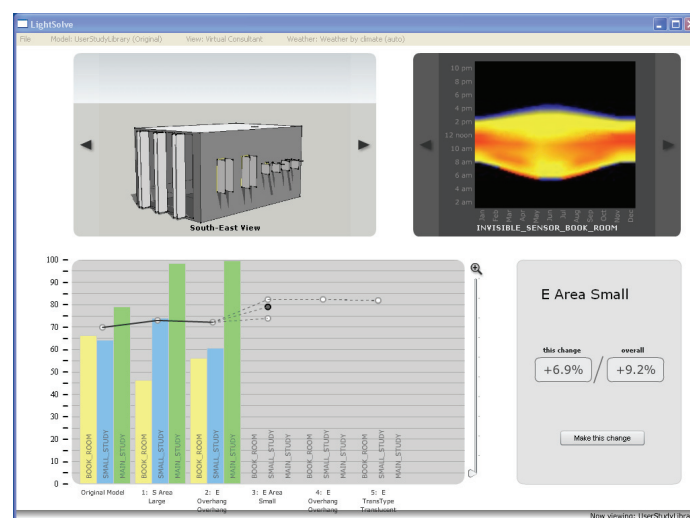 LightSolve
File Model: UserStudyLibrary (Original) View: Virtual Consultant Weather: Weather by climate (auto)
South-East View
10 pm
8 pm
6 pm
4 pm
2 pm
12 noon
10 am
8 am
6 am
4 am
2 am
Jan Feb Mar Apr May Jun Jul Aug Sep Oct Nov Dec
INVISIBLE_SENSOR_BOOK_ROOM
100
90
80
70
60
50
40
30
20
10
0
BOOK_ROOM SMALL_STUDY MAIN_STUDY BOOK_ROOM SMALL_STUDY MAIN_STUDY BOOK_ROOM SMALL_STUDY MAIN_STUDY BOOK_ROOM SMALL_STUDY MAIN_STUDY BOOK_ROOM SMALL_STUDY MAIN_STUDY BOOK_ROOM SMALL_STUDY MAIN_STUDY
Original Model 1: S Area 2: E 3: E Area 4: E 5: E
Large Overhang Small Overhang TransType
Overhang Overhang Translucent
E Area Small
this change overall
+6.9% / +9.2%
Make this change
Now viewing: UserStudyLibra